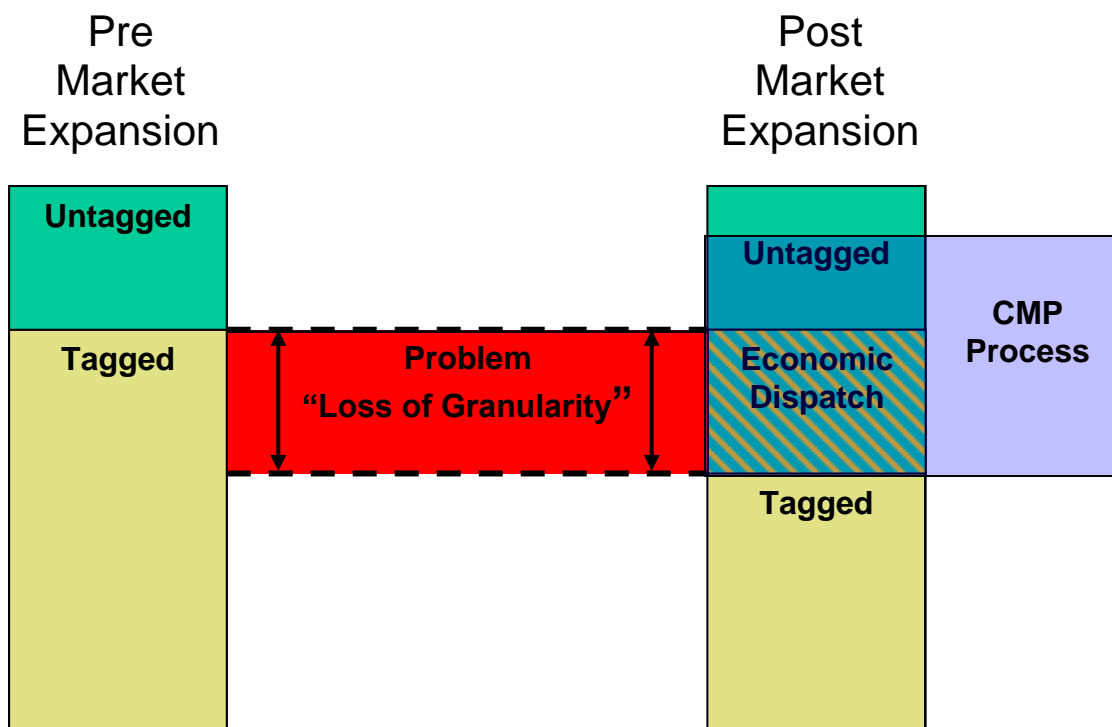 Pre
Market
Expansion
Post
Market
Expansion
Untagged
Tagged
Problem
“Loss of Granularity”
Untagged
Economic
Dispatch
Tagged
CMP
Process